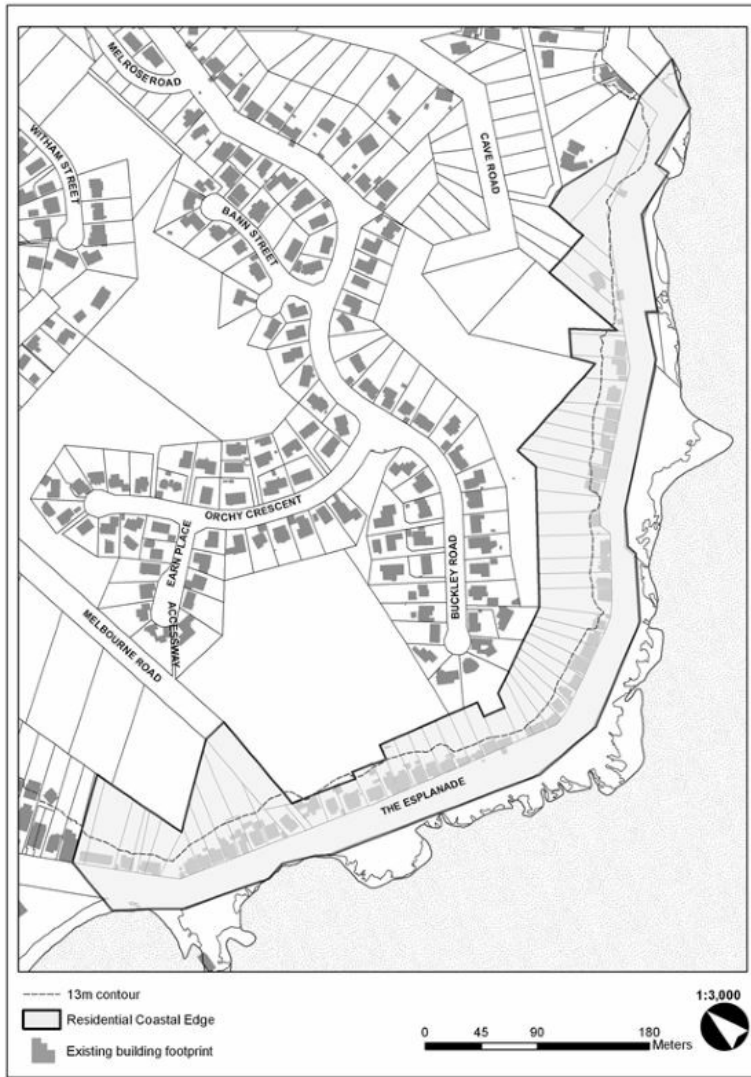 MELROSE ROAD
WITHAM STREET
CAVE ROAD
BANN STREET
ORCHY CRESCENT
EARN PLACE
BUCKLEY ROAD
ACCESSWAY
MELBOURNE ROAD
THE ESPLANADE
13m contour
Residential Coastal Edge
Existing building footprint
1:3,000
0 45 90 180
Meters